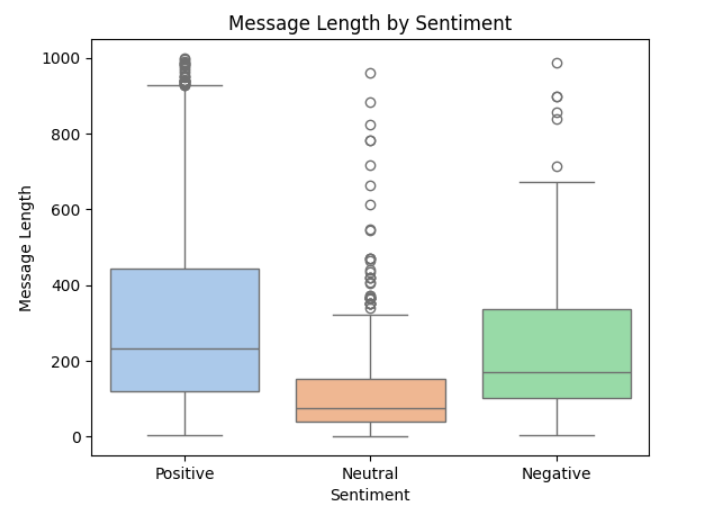 Message Length by Sentiment
1000
800
600
400
200
0
Message Length
Positive
Neutral
Negative
Sentiment